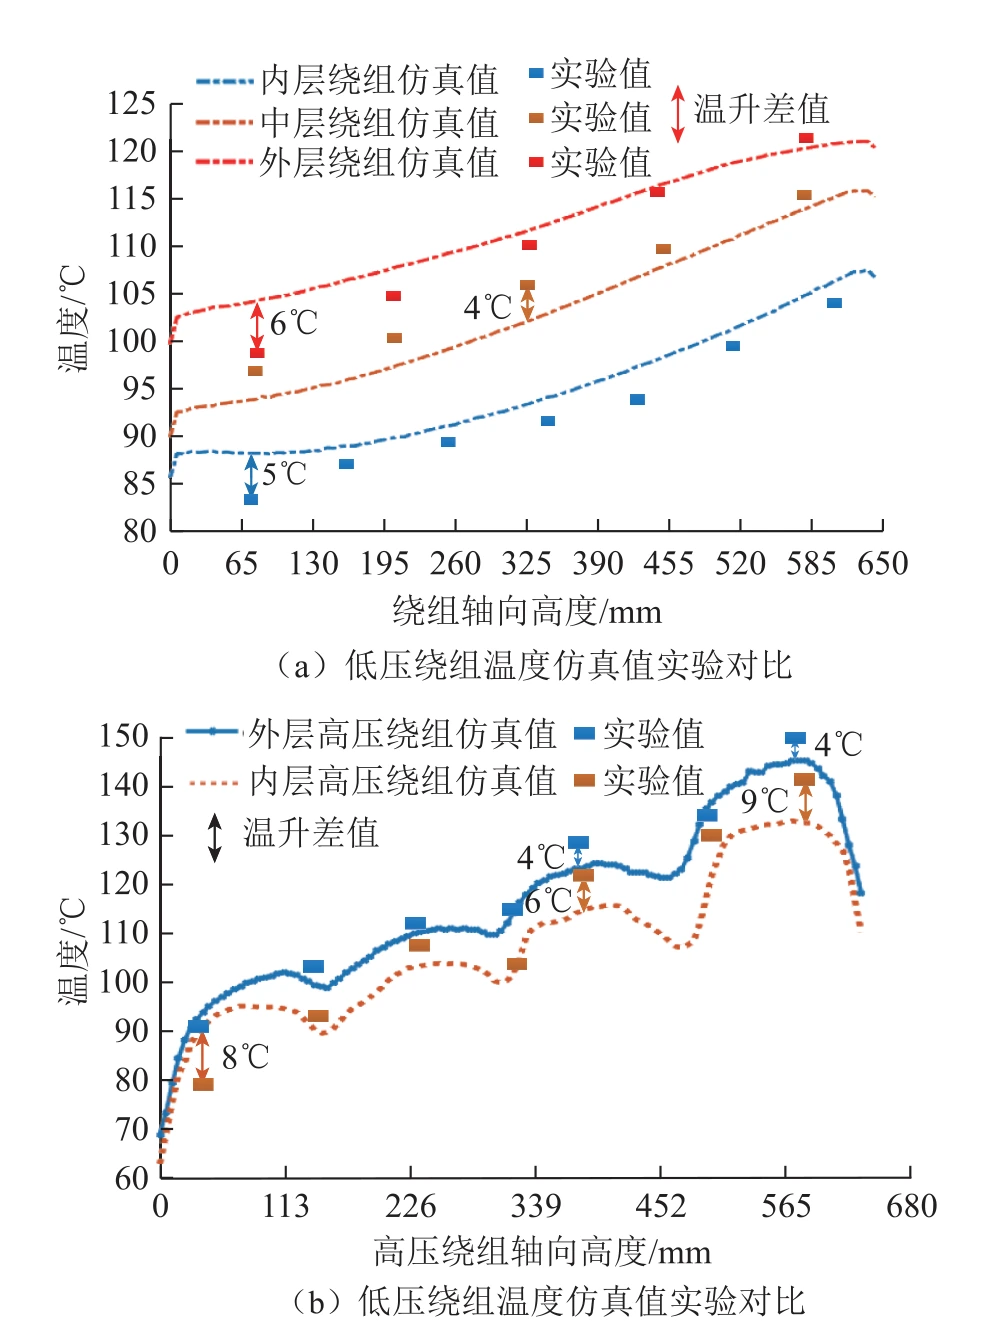 内层绕组仿真值 实验值
中层绕组仿真值 实验值 温升差值
外层绕组仿真值 实验值
125
120
115
110
105
100
95
90
85
80
6℃
4℃
5℃
0 65 130 195 260 325 390 455 520 585 650
温度/℃
绕组轴向高度/mm
（a）低压绕组温度仿真值实验对比
外层高压绕组仿真值 实验值
内层高压绕组仿真值 实验值
温升差值
150
140
130
120
110
100
90
80
70
60
4℃
9℃
4℃
6℃
8℃
0 113 226 339 452 565 680
温度/℃
高压绕组轴向高度/mm
（b）低压绕组温度仿真值实验对比